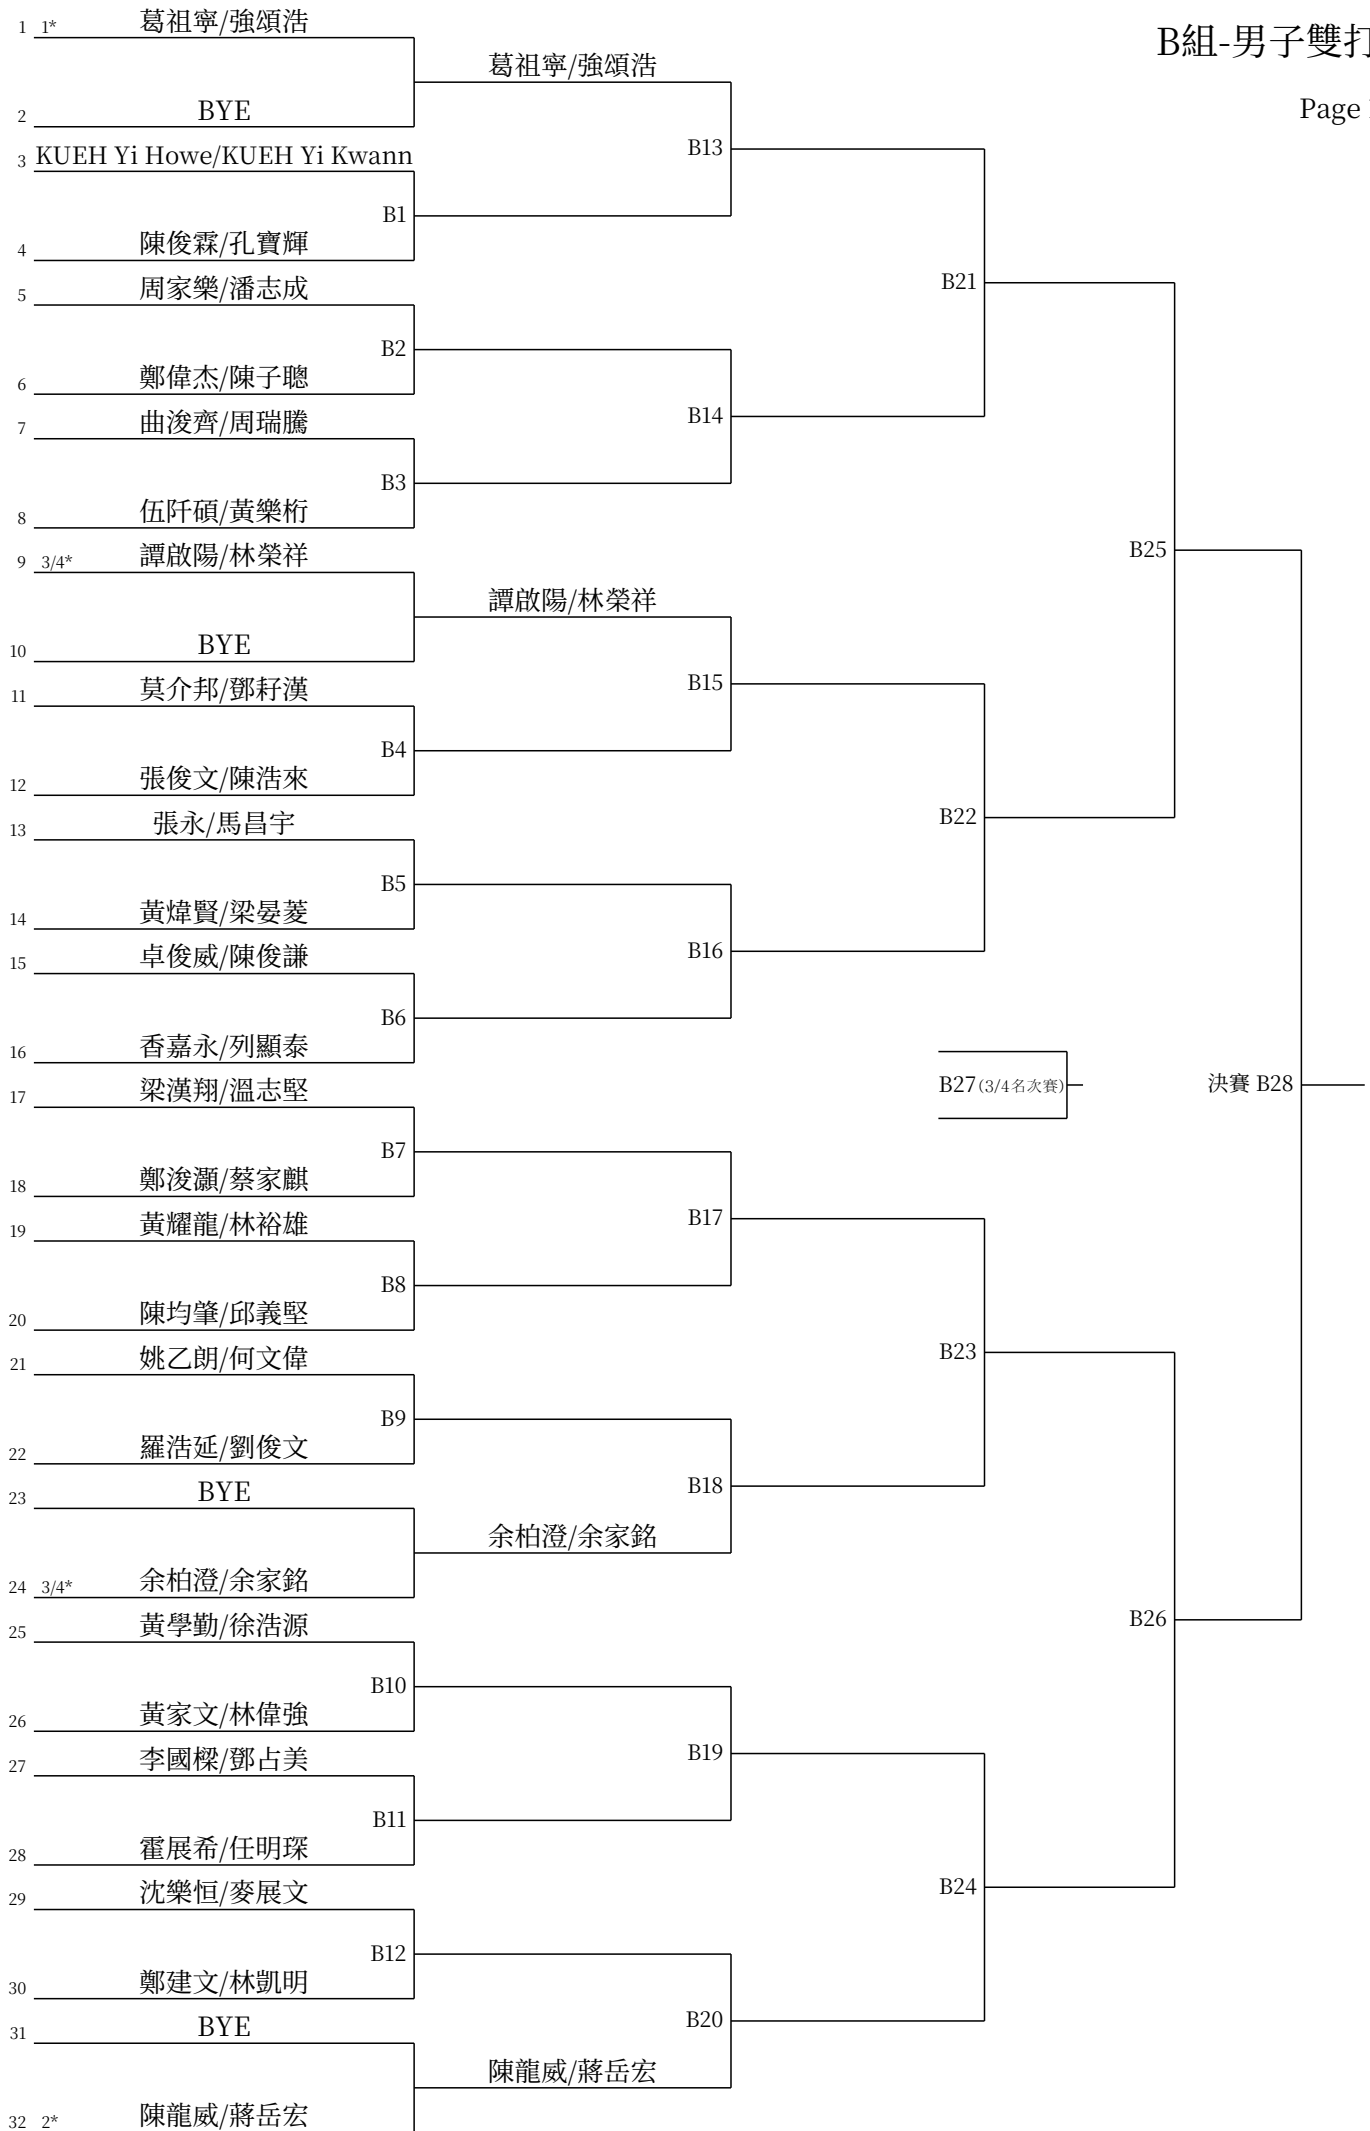 B組-男子雙打
Page
1 1* 葛祖寧/強頌浩
葛祖寧/強頌浩
2 BYE
B13
3 KUEH Yi Howe/KUEH Yi Kwann
B1
4 陳俊霖/孔寶輝
B21
5 周家樂/潘志成
B2
6 鄭偉杰/陳子聰
B14
7 曲浚齊/周瑞騰
B3
8 伍阡碩/黃樂桁
B25
9 3/4* 譚啟陽/林榮祥
譚啟陽/林榮祥
10 BYE
B15
11 莫介邦/鄧耔漢
B4
12 張俊文/陳浩來
B22
13 張永/馬昌宇
B5
14 黃煒賢/梁晏菱
B16
15 卓俊威/陳俊謙
B6
16 香嘉永/列顯泰
B27(3/4名次賽)
決賽 B28
17 梁漢翔/溫志堅
B7
18 鄭浚灝/蔡家麒
B17
19 黃耀龍/林裕雄
B8
20 陳均肇/邱義堅
B23
21 姚乙朗/何文偉
B9
22 羅浩延/劉俊文
B18
23 BYE
余柏澄/余家銘
24 3/4* 余柏澄/余家銘
B26
25 黃學勤/徐浩源
B10
26 黃家文/林偉強
B19
27 李國樑/鄧占美
B11
28 霍展希/任明琛
B24
29 沈樂恒/麥展文
B12
30 鄭建文/林凱明
B20
31 BYE
陳龍威/蔣岳宏
32 2* 陳龍威/蔣岳宏